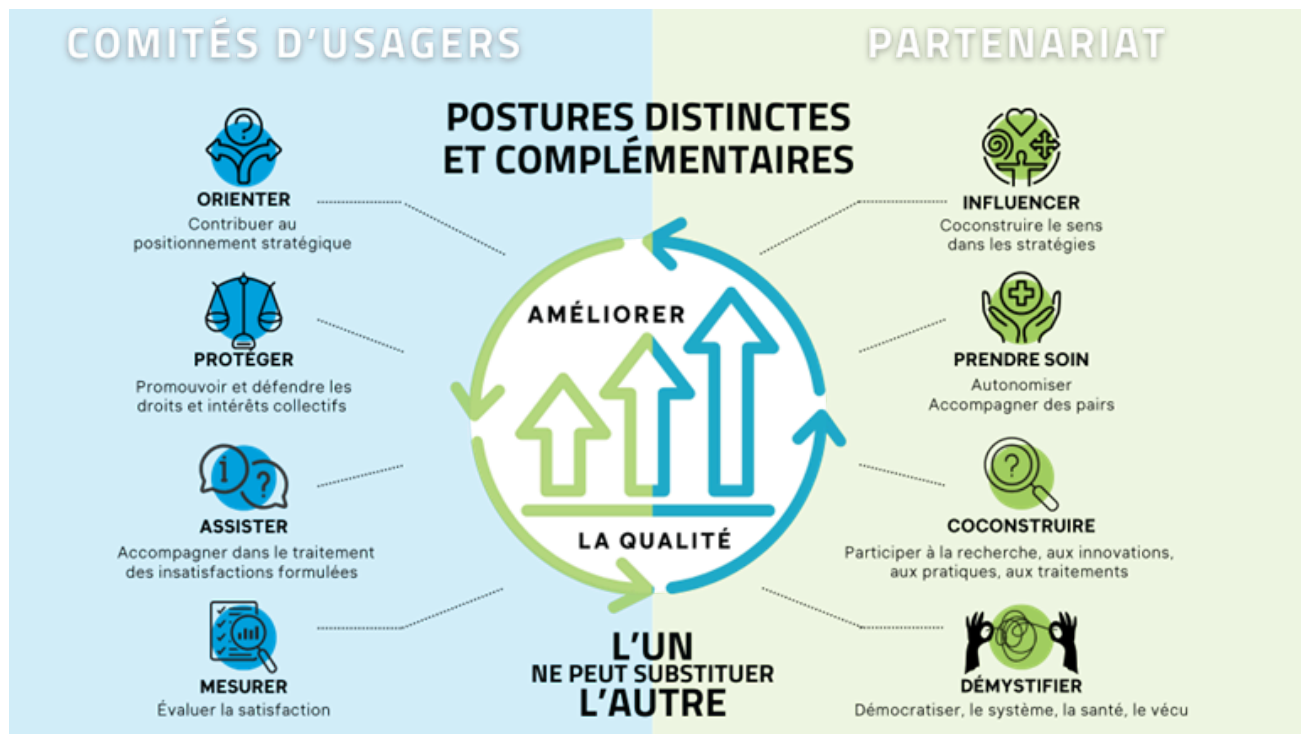 COMITÉS D'USAGERS
PARTENARIAT
POSTURES DISTINCTES
ET COMPLÉMENTAIRES
ORIENTER
Contribuer au
positionnement stratégique
PROTÉGER
Promouvoir et défendre les
droits et intérêts collectifs
ASSISTER
Accompagner dans le traitement
des insatisfactions formulées
MESURER
Évaluer la satisfaction
AMÉLIORER
LA QUALITÉ
L'UN
NE PEUT SUBSTITUER
L'AUTRE
INFLUENCER
Coconstruire le sens
dans les stratégies
PRENDRE SOIN
Autonomiser
Accompagner des pairs
COCONSTRUIRE
Participer à la recherche, aux innovations,
aux pratiques, aux traitements
DÉMYSTIFIER
Démocratiser, le système, la santé, le vécu